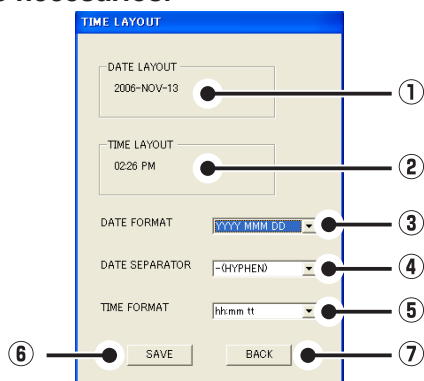 TIME LAYOUT
DATE LAYOUT
2006-NOV-13
①
TIME LAYOUT
02:26 PM
②
DATE FORMAT
YYYY MMM DD
③
DATE SEPARATOR
-(HYPHEN)
④
TIME FORMAT
hh:mm tt
⑤
⑥
SAVE
BACK
⑦